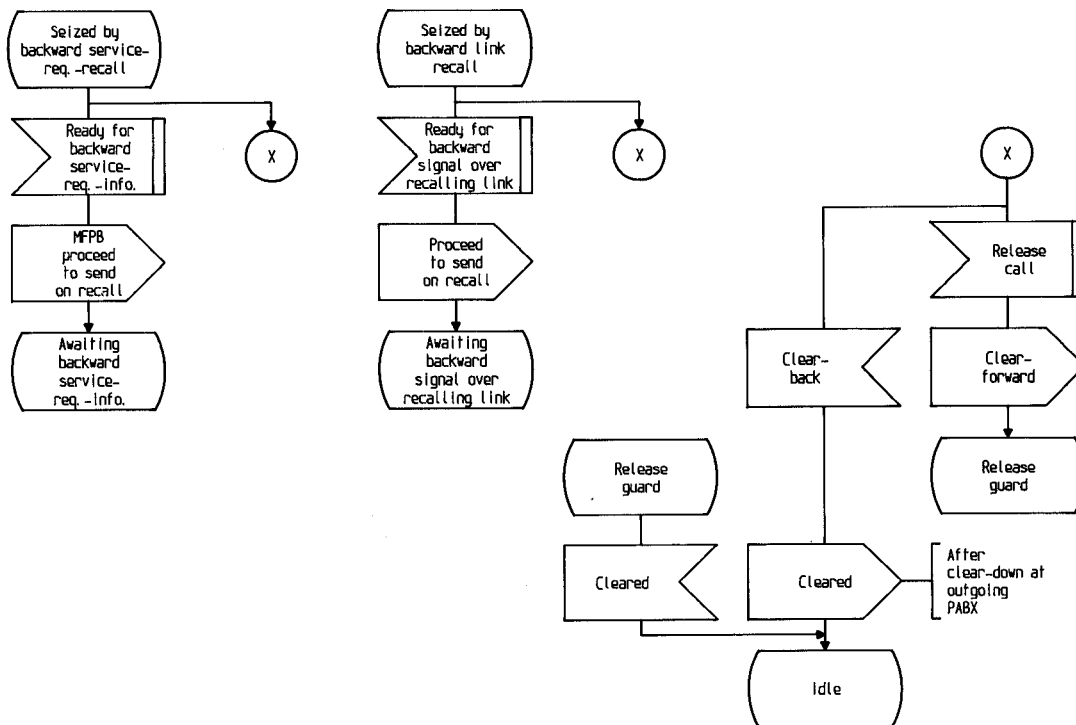 Seized by
backward service-
req.-recall
Ready for
backward
service-
req.-info.
MFPB
proceed
to send
on recall
Awaiting
backward
service-
req.-info.
X
Seized by
backward link
recall
Ready for
backward
signal over
recalling link
Proceed
to send
on recall
Awaiting
backward
signal over
recalling link
X
X
Release
call
Clear-
back
Clear-
forward
Release
guard
Release
guard
Cleared
Cleared
After
clear-down at
outgoing
PABX
Idle